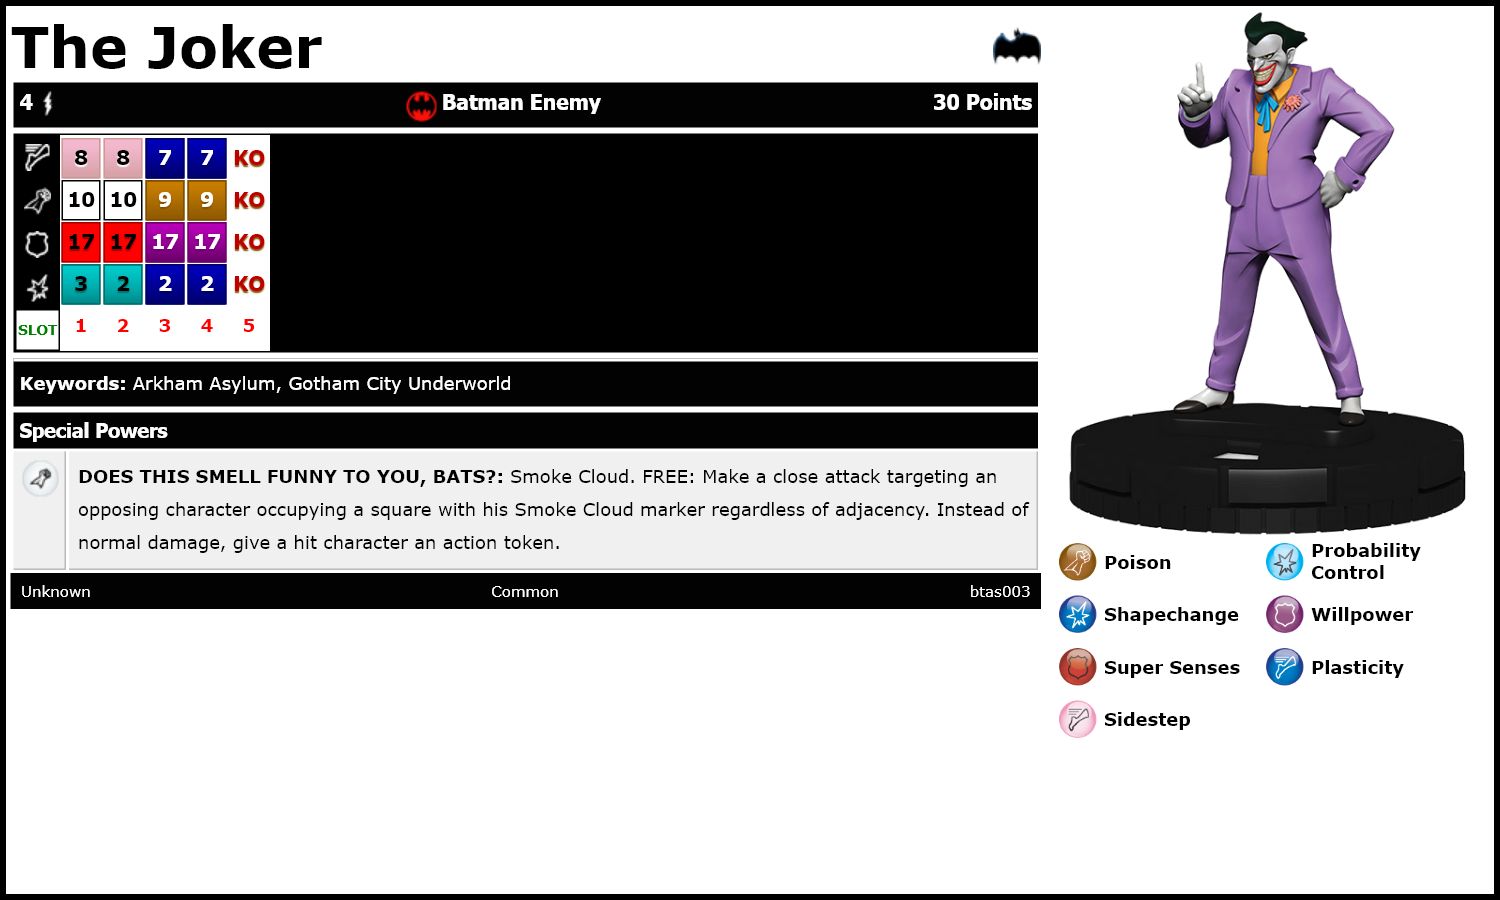 The Joker
4 Batman Enemy 30 Points
8 8 7 7 KO
10 10 9 9 KO
17 17 17 17 KO
3 2 2 2 KO
SLOT 1 2 3 4 5
Keywords: Arkham Asylum, Gotham City Underworld
Special Powers
DOES THIS SMELL FUNNY TO YOU, BATS?: Smoke Cloud. FREE: Make a close attack targeting an
opposing character occupying a square with his Smoke Cloud marker regardless of adjacency. Instead of
normal damage, give a hit character an action token.
Unknown Common btas003
Poison
Probability
Control
Shapechange
Willpower
Super Senses
Plasticity
Sidestep